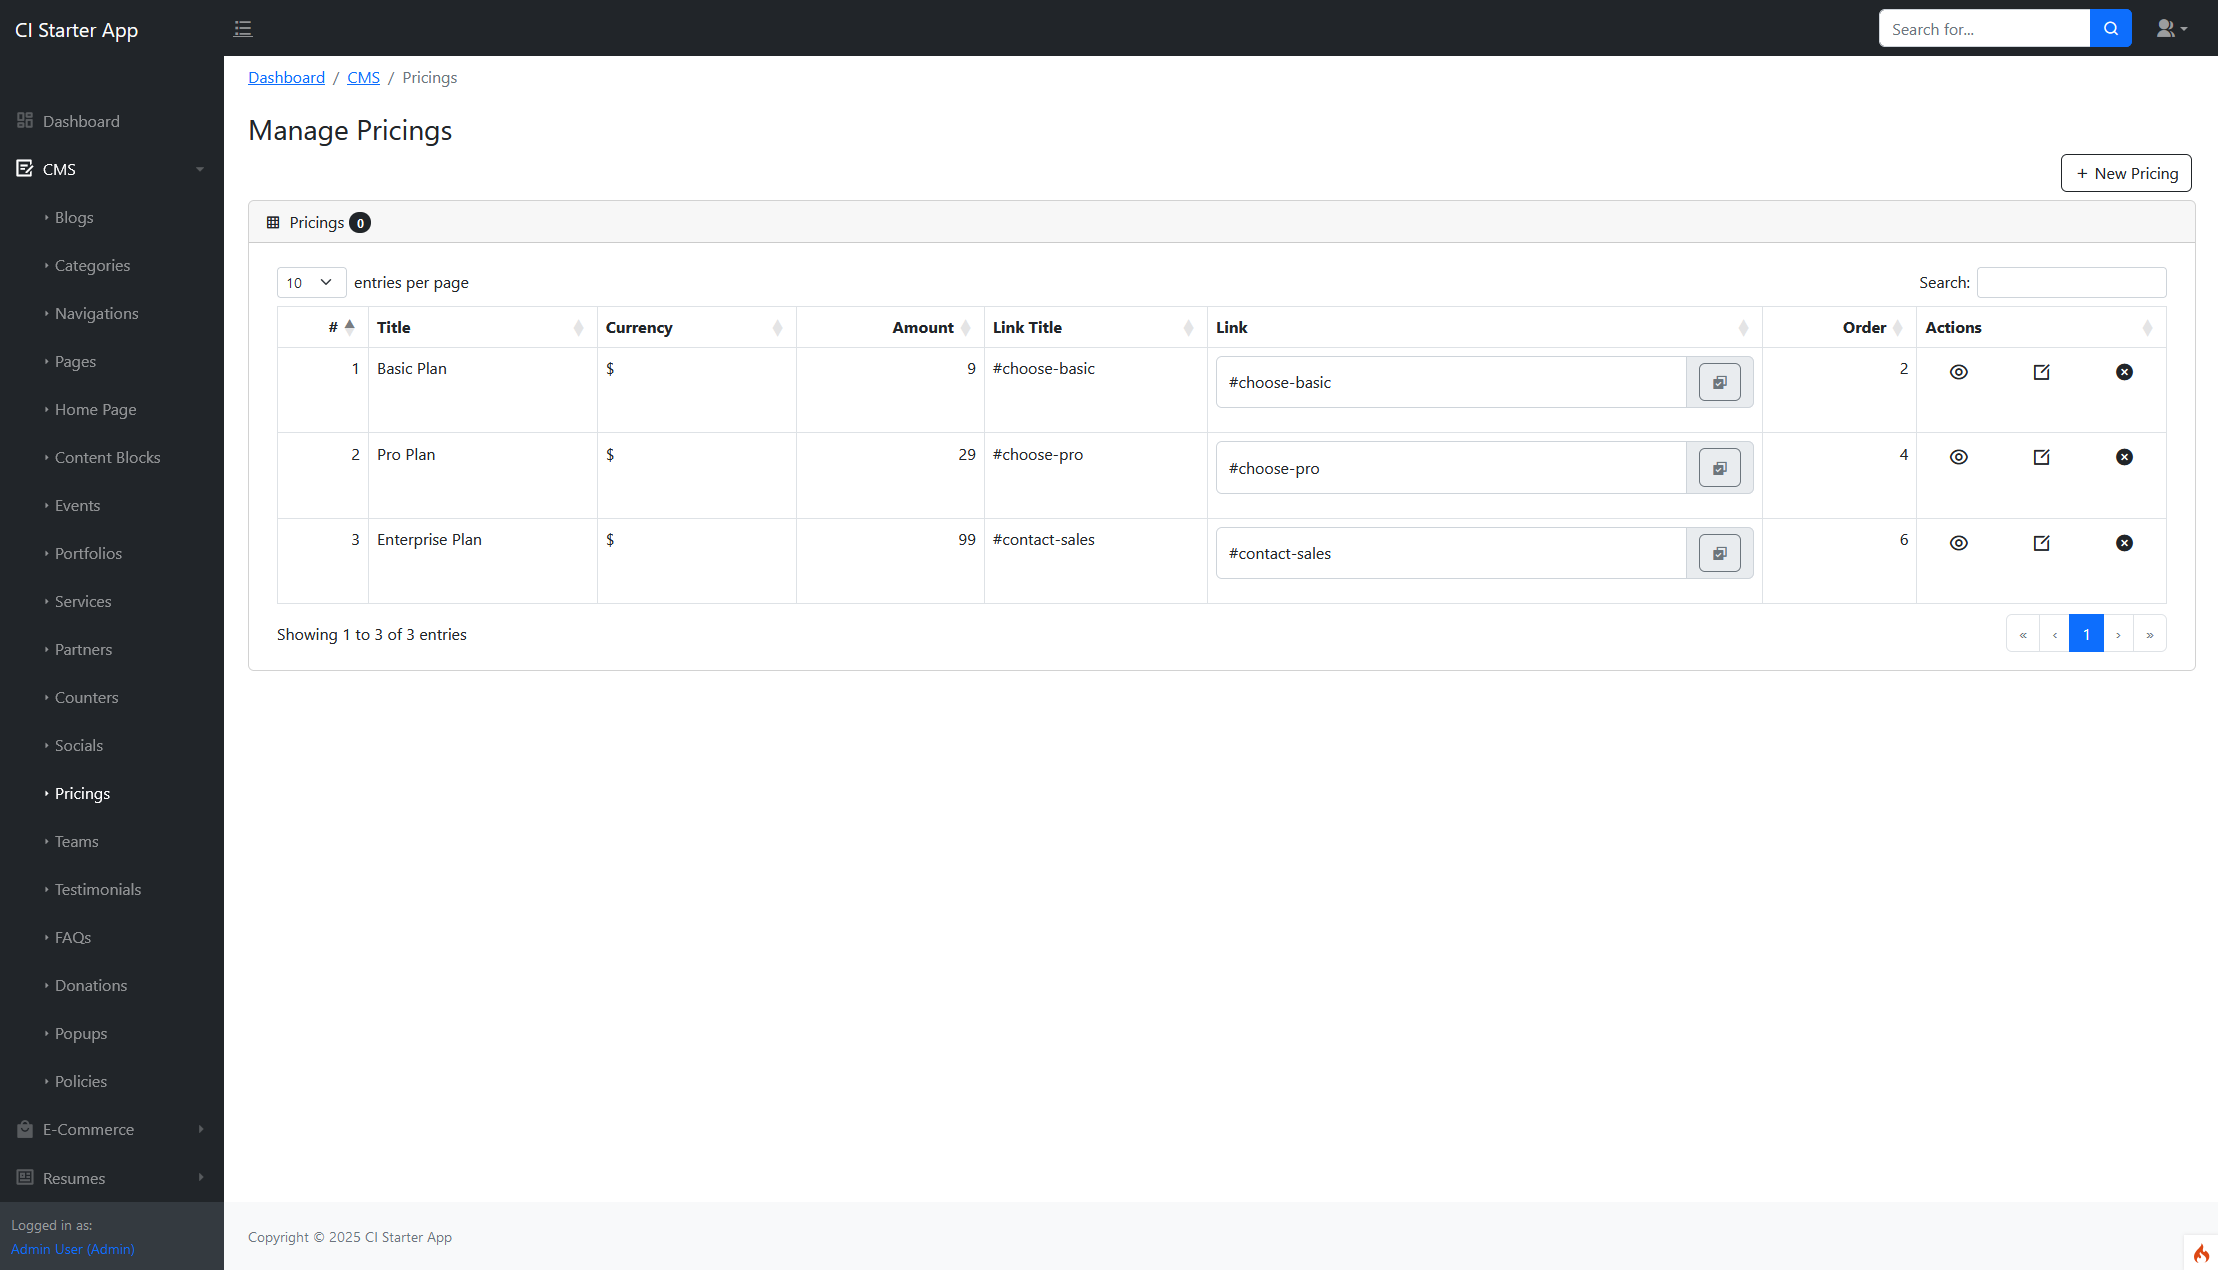 CI Starter App
Search for...
Dashboard / CMS / Pricings
Manage Pricings
+ New Pricing
Dashboard
CMS
Blogs
Categories
Navigations
Pages
Home Page
Content Blocks
Events
Portfolios
Services
Partners
Counters
Socials
Pricings
Teams
Testimonials
FAQs
Donations
Popups
Policies
E-Commerce
Resumes
Logged in as:
Admin User (Admin)
Pricings 0
10 entries per page
Search:
# Title Currency Amount Link Title Link Order Actions
1 Basic Plan $ 9 #choose-basic #choose-basic 2
2 Pro Plan $ 29 #choose-pro #choose-pro 4
3 Enterprise Plan $ 99 #contact-sales #contact-sales 6
Showing 1 to 3 of 3 entries
« ‹ 1 › »
Copyright © 2025 CI Starter App